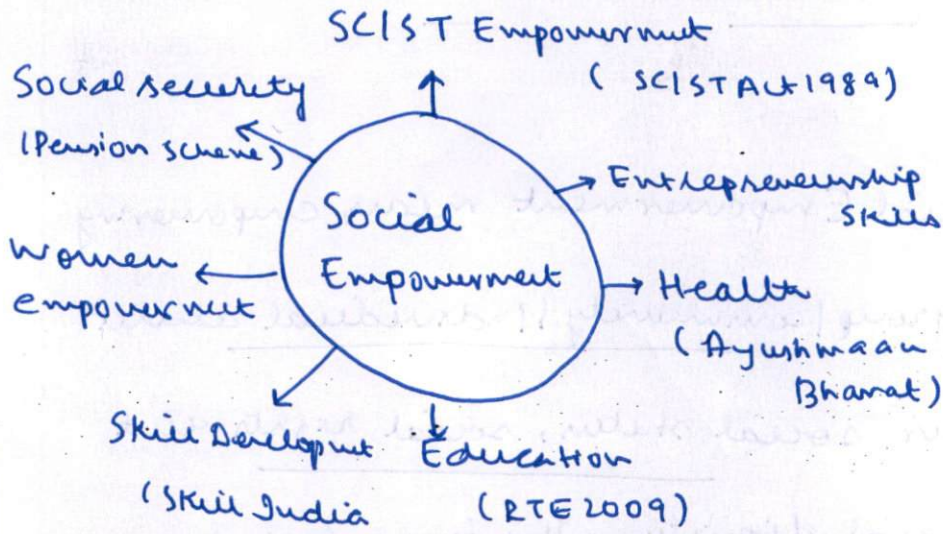 SC/ST Empowerment
(SC/ST Act 1989)
Social security
(Pension scheme)
Entrepreneurship
Skills
Social
Empowerment
Women
empowerment
Health
(Ayushmaan
Bharat)
Skill Developmt
(Skill India
Education
(RTE 2009)